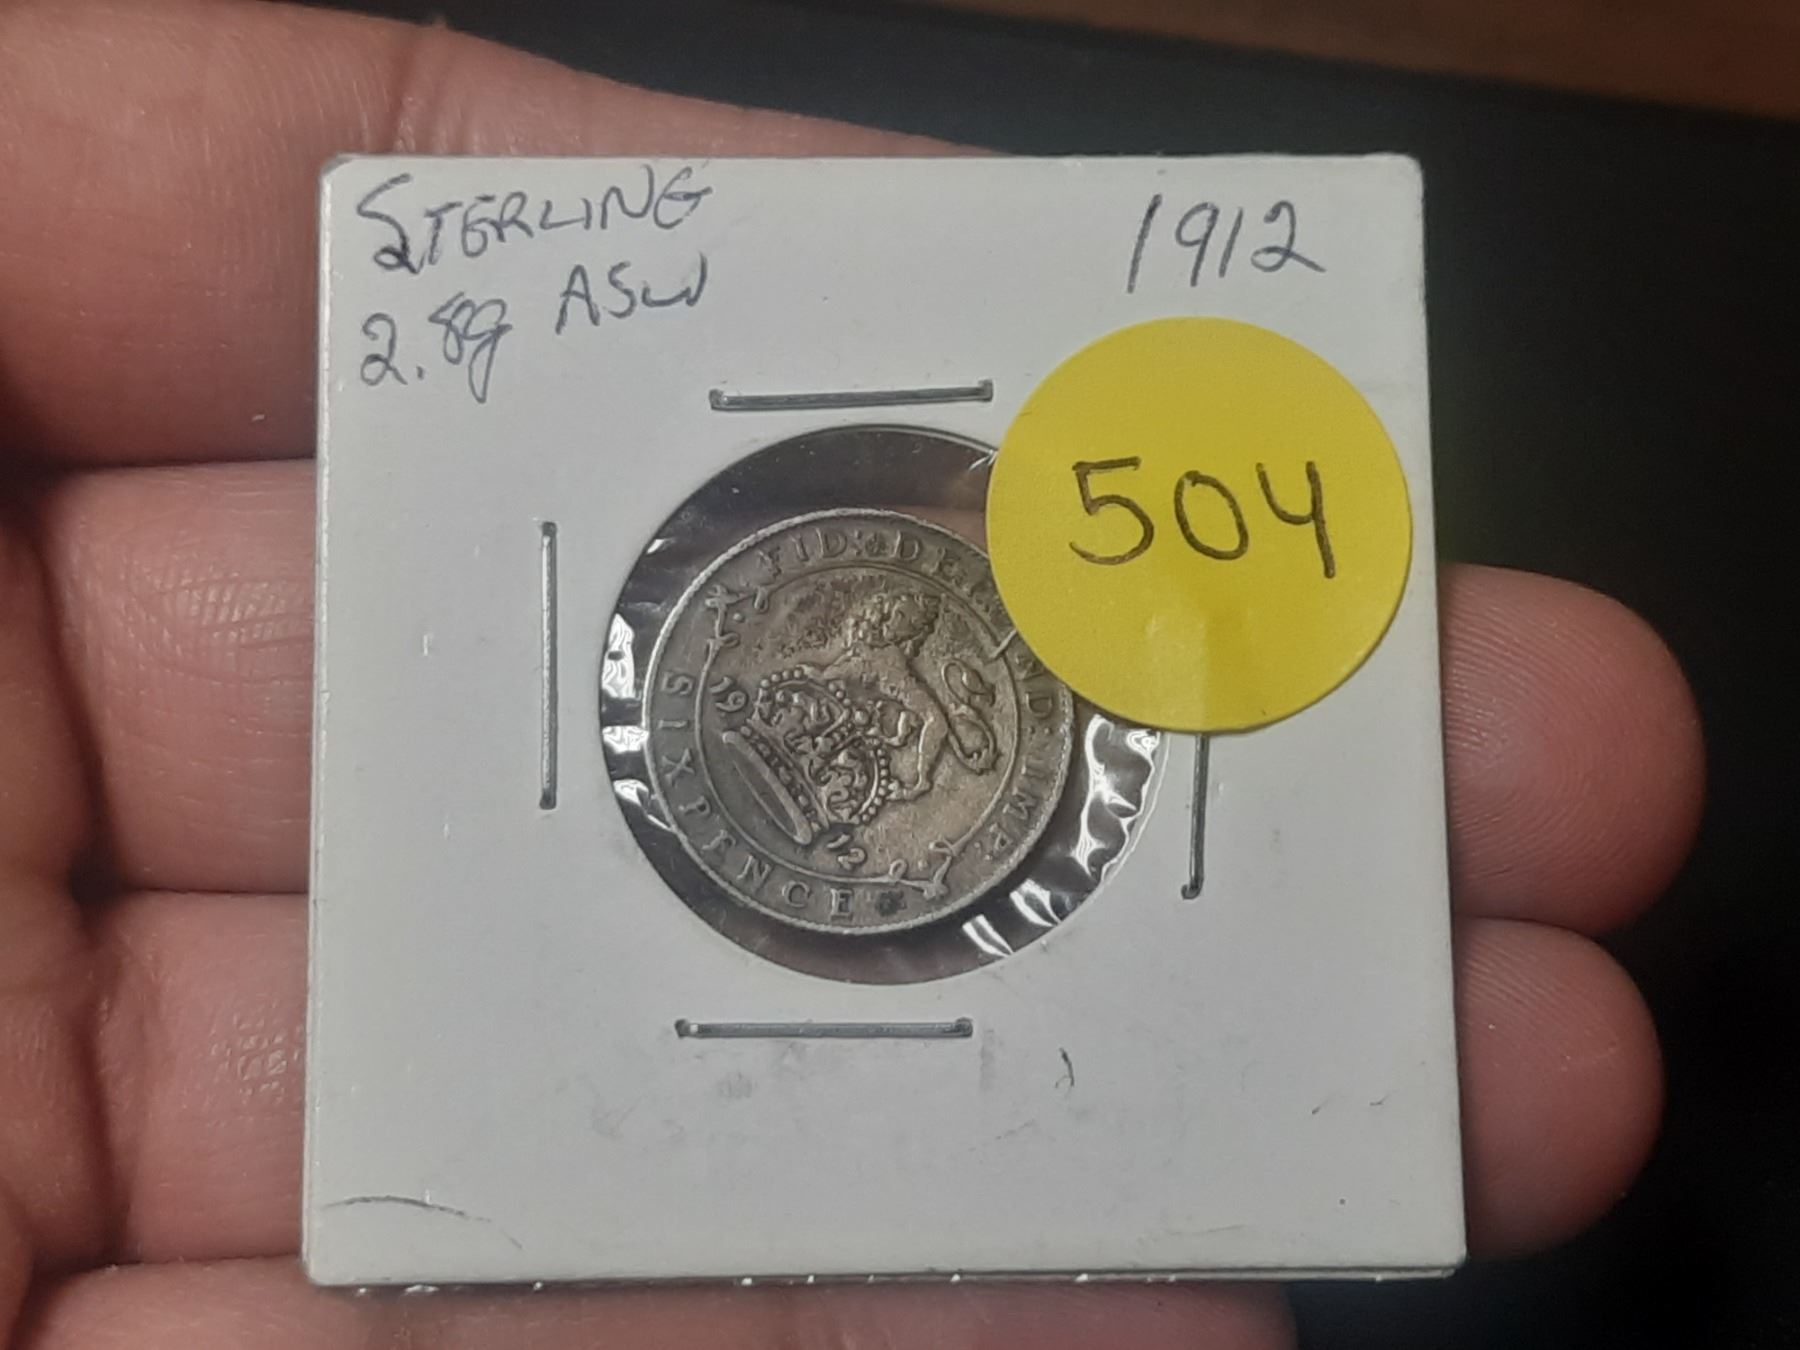 STERLING
2.8g ASW
1912
504
FID: DEF. IND: IMP:
19 12
SIXPENCE